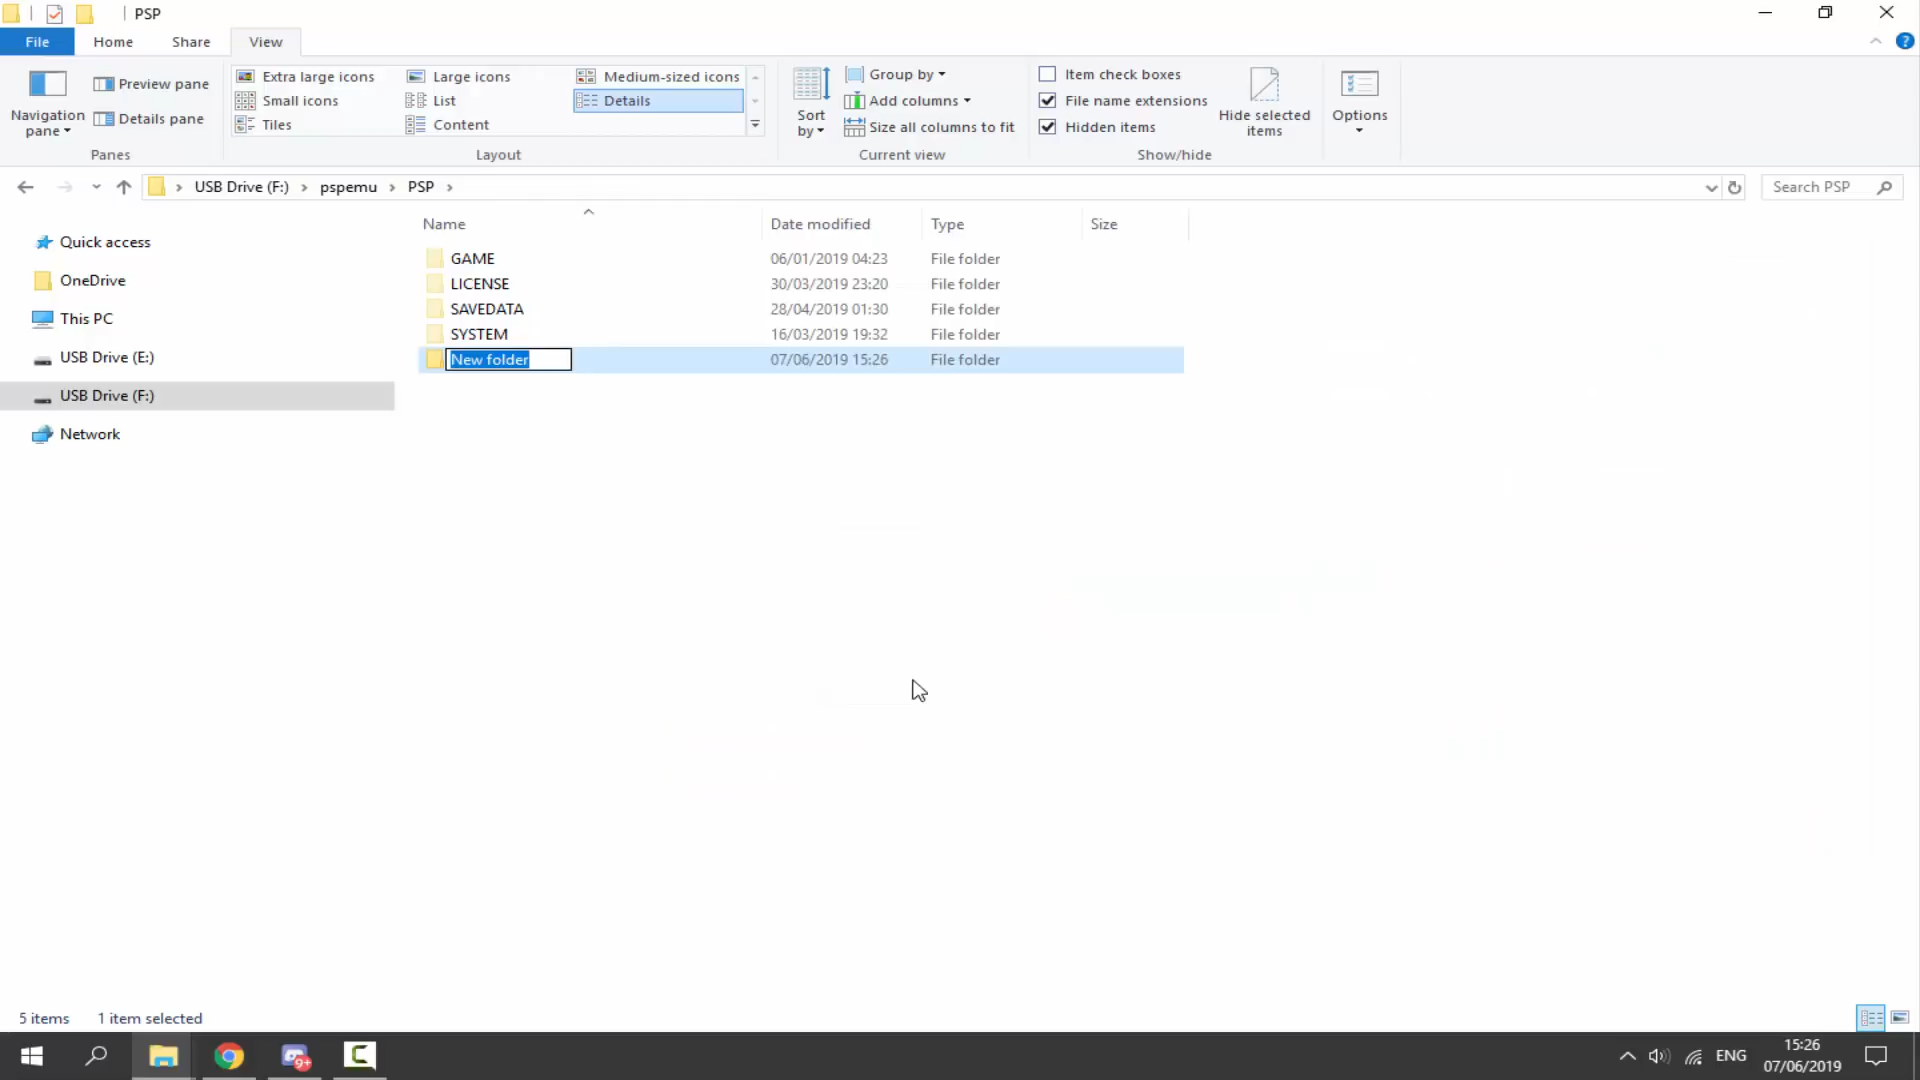 PSP
File Home Share View
Navigation pane
Preview pane
Details pane
Panes
Extra large icons Large icons Medium-sized icons
Small icons List Details
Tiles Content
Layout
Sort by
Group by
Add columns
Size all columns to fit
Current view
Item check boxes
File name extensions
Hidden items
Hide selected items
Show/hide
Options
USB Drive (F:) pspemu PSP
Search PSP
Quick access
OneDrive
This PC
USB Drive (E:)
USB Drive (F:)
Network
Name Date modified Type Size
GAME 06/01/2019 04:23 File folder
LICENSE 30/03/2019 23:20 File folder
SAVEDATA 28/04/2019 01:30 File folder
SYSTEM 16/03/2019 19:32 File folder
New folder 07/06/2019 15:26 File folder
5 items 1 item selected
9+
ENG
15:26
07/06/2019